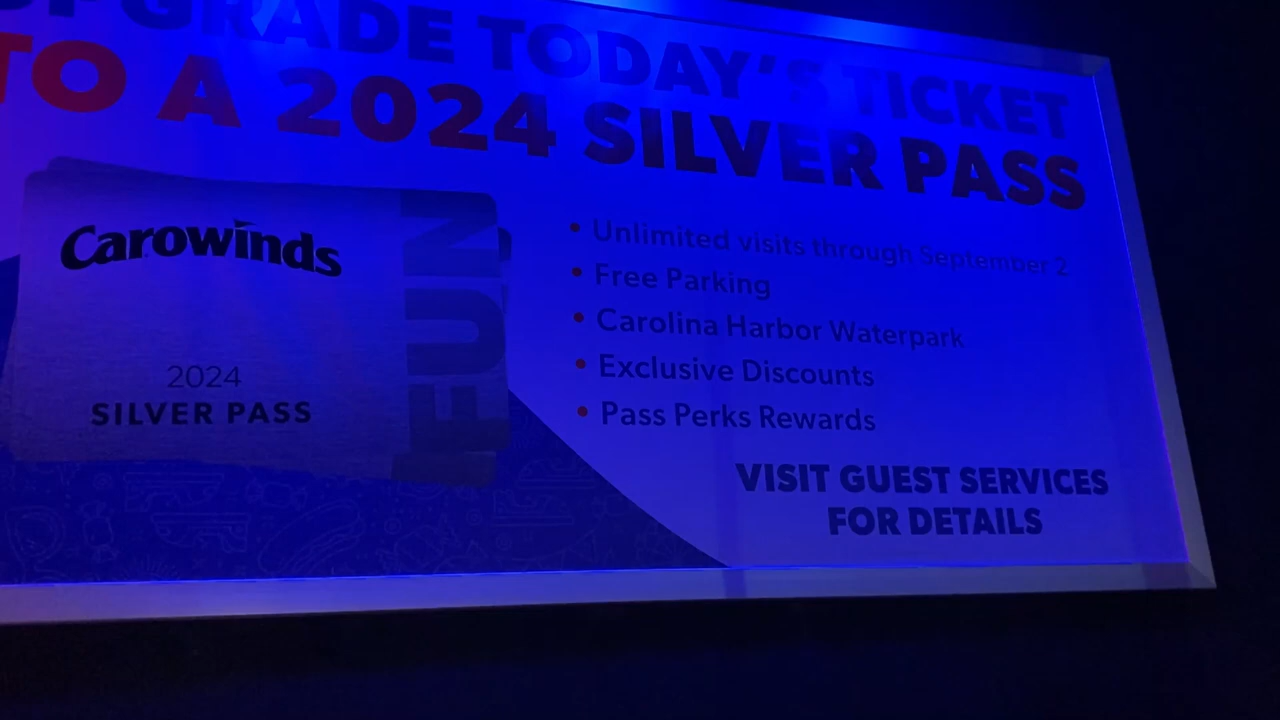 UPGRADE TODAY'S TICKET
TO A 2024 SILVER PASS
Carowinds
2024
SILVER PASS
FUN
• Unlimited visits through September 2
• Free Parking
• Carolina Harbor Waterpark
• Exclusive Discounts
• Pass Perks Rewards
VISIT GUEST SERVICES
FOR DETAILS